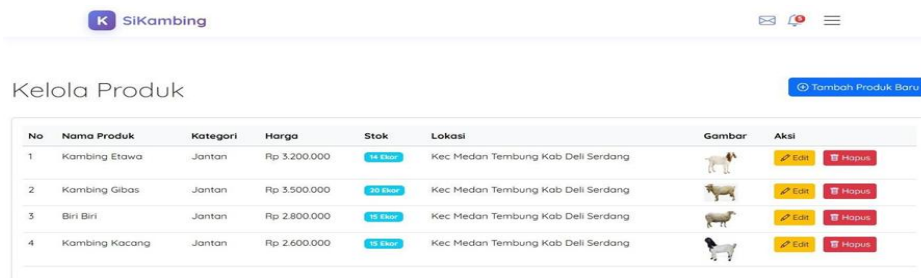 K SiKambing
5
Kelola Produk
Tambah Produk Baru
No Nama Produk Kategori Harga Stok Lokasi Gambar Aksi
1 Kambing Etawa Jantan Rp 3.200.000 14 Ekor Kec Medan Tembung Kab Deli Serdang Edit Hapus
2 Kambing Gibas Jantan Rp 3.500.000 20 Ekor Kec Medan Tembung Kab Deli Serdang Edit Hapus
3 Biri Biri Jantan Rp 2.800.000 15 Ekor Kec Medan Tembung Kab Deli Serdang Edit Hapus
4 Kambing Kacang Jantan Rp 2.600.000 15 Ekor Kec Medan Tembung Kab Deli Serdang Edit Hapus